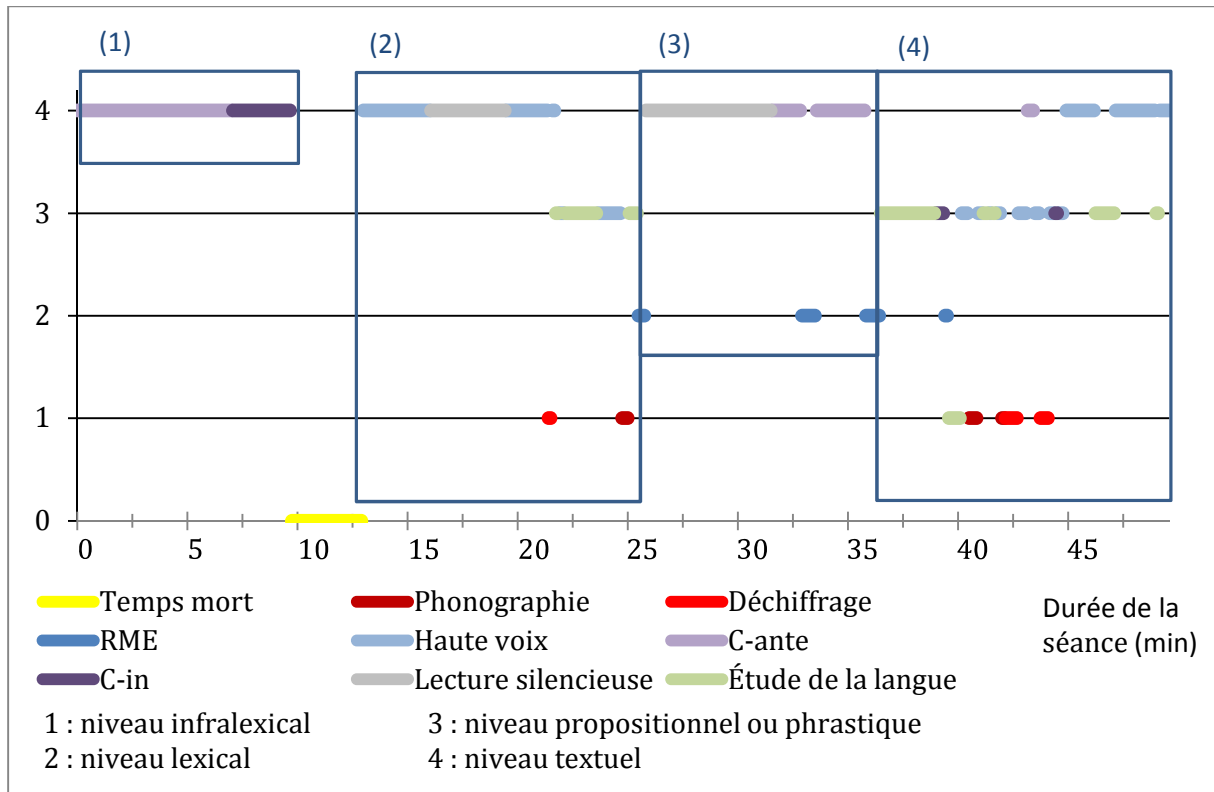 (1) (2) (3) (4)
4
3
2
1
0
0 5 10 15 20 25 30 35 40 45
Temps mort Phonographie Déchiffrage
RME Haute voix C-ante
C-in Lecture silencieuse Étude de la langue
Durée de la
séance (min)
1 : niveau infralexical 3 : niveau propositionnel ou phrastique
2 : niveau lexical 4 : niveau textuel